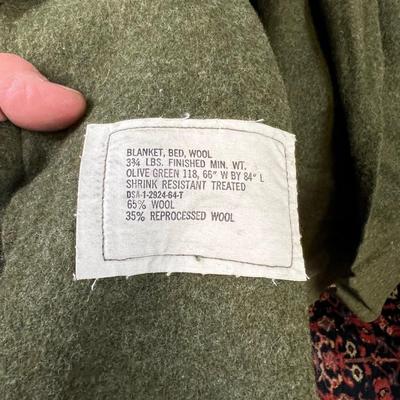 BLANKET, BED, WOOL
3¾ LBS. FINISHED MIN. WT.
OLIVE GREEN 118, 66" W BY 84" L
SHRINK RESISTANT TREATED
DSA-1-2924-64-T
65% WOOL
35% REPROCESSED WOOL